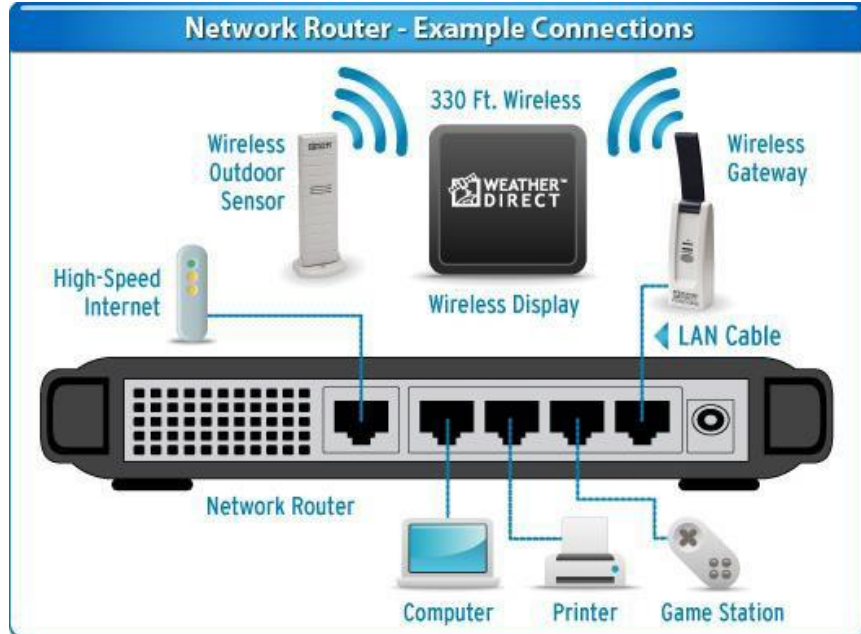 Network Router - Example Connections
330 Ft. Wireless
Wireless
Outdoor
Sensor
WEATHER™
DIRECT
Wireless
Gateway
High-Speed
Internet
Wireless Display
LAN Cable
Network Router
Computer
Printer
Game Station